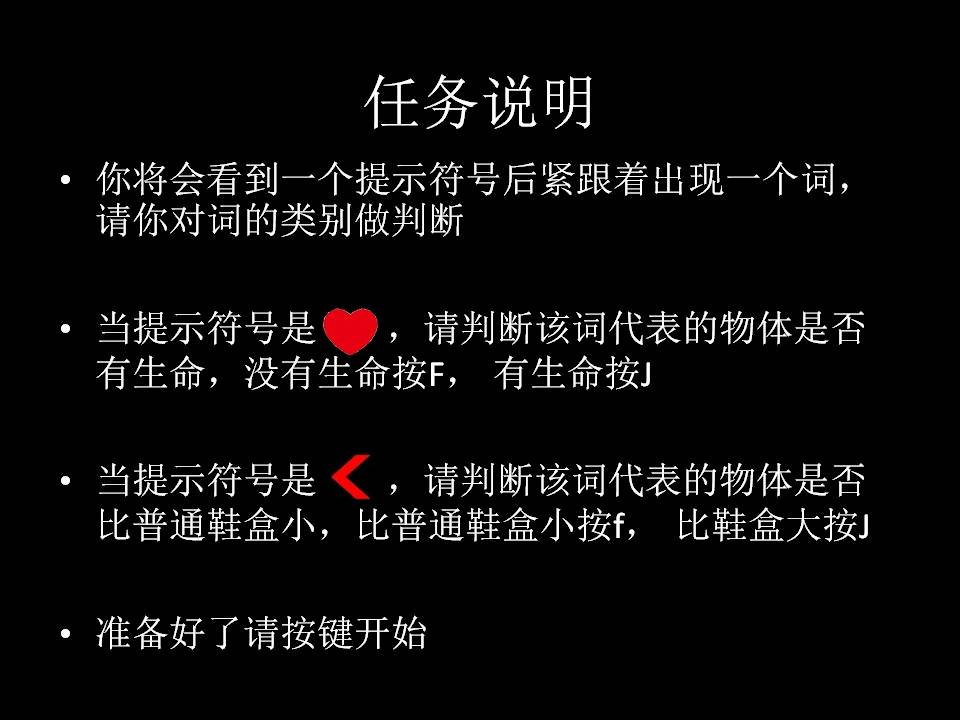 任务说明
• 你将会看到一个提示符号后紧跟着出现一个词，
请你对词的类别做判断
• 当提示符号是 ，请判断该词代表的物体是否
有生命，没有生命按F， 有生命按J
• 当提示符号是 ，请判断该词代表的物体是否
比普通鞋盒小，比普通鞋盒小按f， 比鞋盒大按J
• 准备好了请按键开始